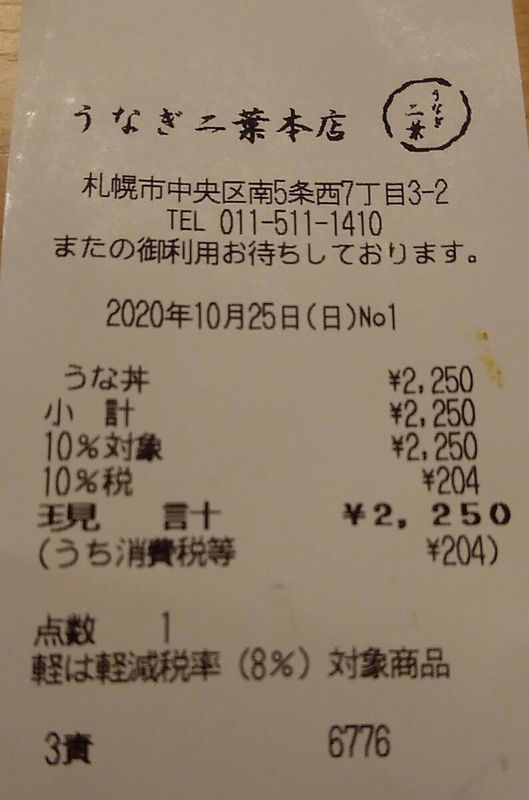 うなぎ二葉本店
うなぎ
二葉
札幌市中央区南5条西7丁目3-2
TEL 011-511-1410
またの御利用お待ちしております。
2020年10月25日(日)No1
うな丼 ¥2,250
小 計 ¥2,250
10%対象 ¥2,250
10%税 ¥204
現 計 ¥2,250
(うち消費税等 ¥204)
点数 1
軽は軽減税率(8%)対象商品
3責 6776